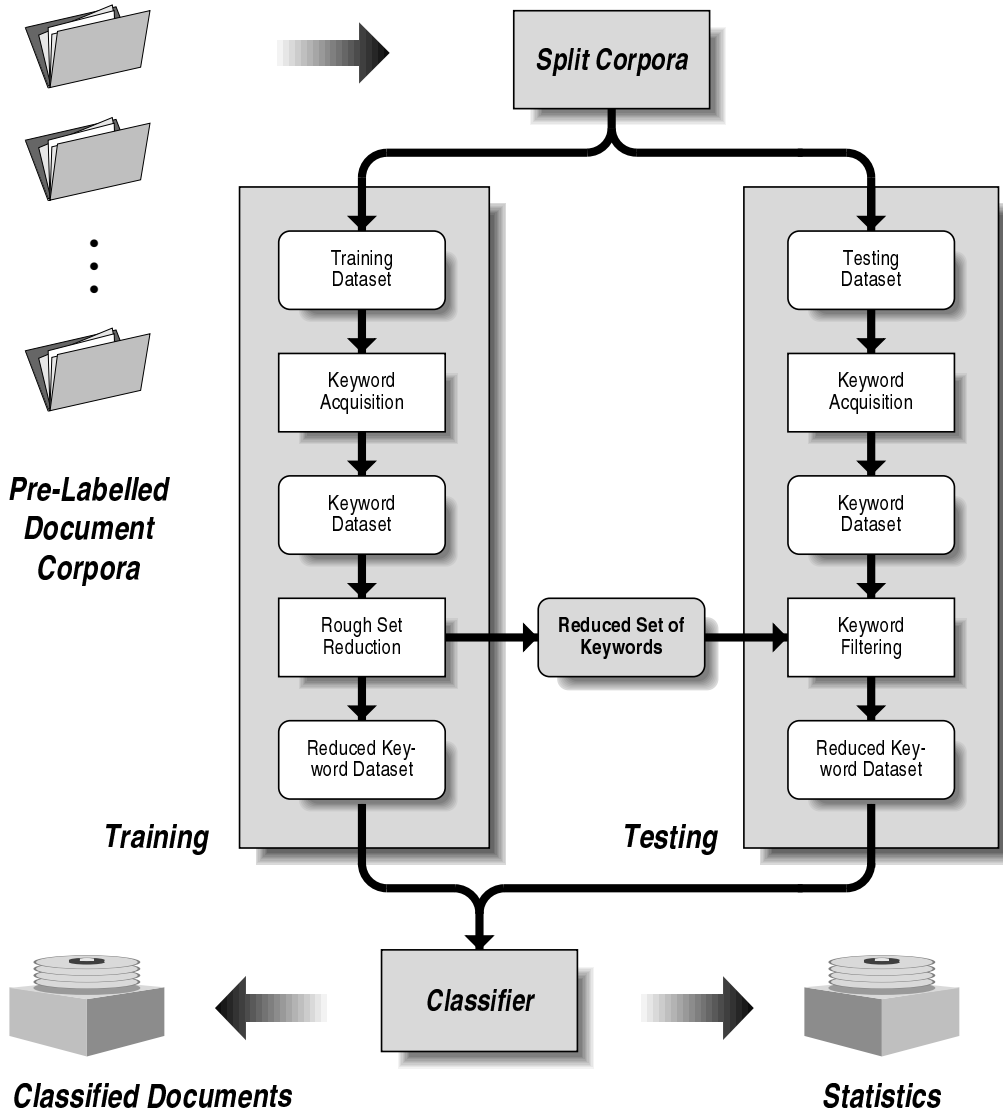 Split Corpora
Pre-Labelled
Document
Corpora
Training
Dataset
Keyword
Acquisition
Keyword
Dataset
Rough Set
Reduction
Reduced Key-
word Dataset
Training
Reduced Set of
Keywords
Testing
Dataset
Keyword
Acquisition
Keyword
Dataset
Keyword
Filtering
Reduced Key-
word Dataset
Testing
Classifier
Classified Documents
Statistics